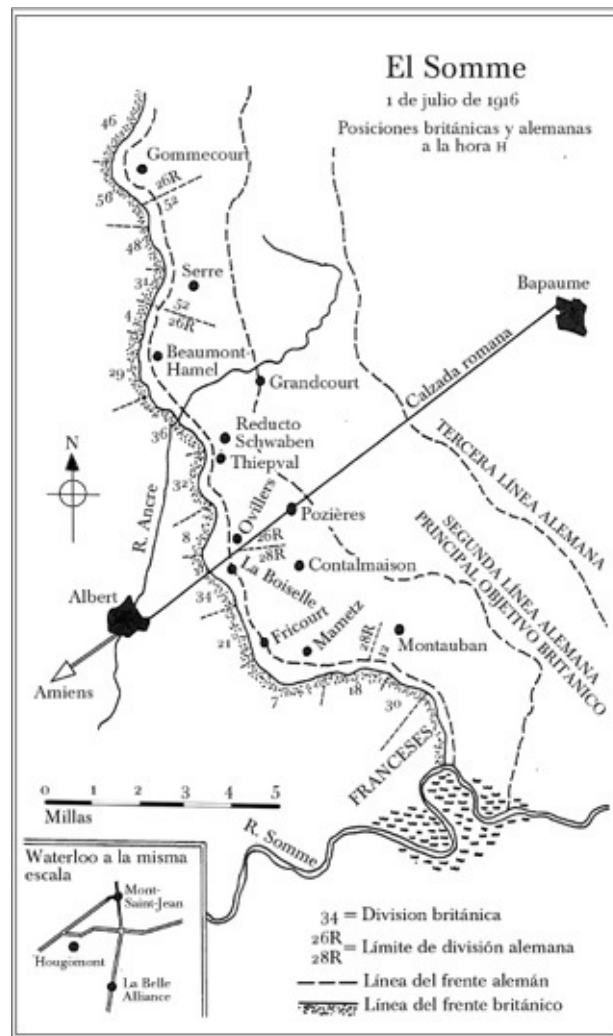 El Somme
1 de julio de 1916
Posiciones británicas y alemanas
a la hora H
46
Gommecourt
26R
52
56
48
31
Serre
52
26R
4
Beaumont-
Hamel
29
Bapaume
Calzada romana
Grandcourt
TERCERA LÍNEA ALEMANA
36
Reducto
Schwaben
Thiepval
N
R. Ancre
32
Ovillers
Pozières
26R
28R
8
SEGUNDA LÍNEA ALEMANA
PRINCIPAL OBJETIVO BRITÁNICO
La Boiselle
Contalmaison
Albert
34
Fricourt
Mametz
28R
12
Montauban
21
Amiens
7
18
30
FRANCESES
0 1 2 3 4 5
Millas
R. Somme
Waterloo a la misma
escala
Mont-
Saint-Jean
Hougomont
La Belle
Alliance
34 = Division británica
26R
28R = Límite de división alemana
Línea del frente alemán
Línea del frente británico